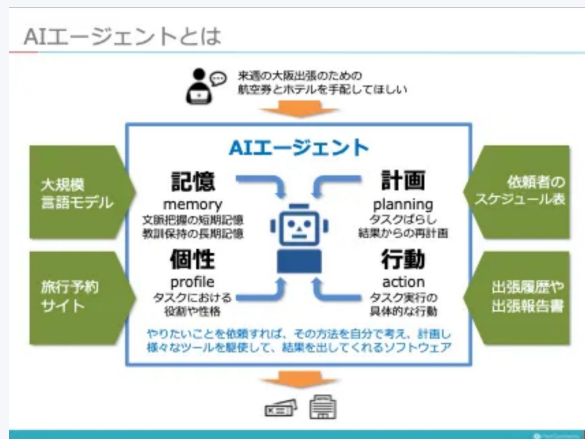 AIエージェントとは
来週の大阪出張のための
航空券とホテルを手配してほしい
AIエージェント
大規模
言語モデル
記憶
memory
文脈把握の短期記憶
教訓保持の長期記憶
計画
planning
タスクばらし
結果からの再計画
依頼者の
スケジュール表
旅行予約
サイト
個性
profile
タスクにおける
役割や性格
行動
action
タスク実行の
具体的な行動
出張履歴や
出張報告書
やりたいことを依頼すれば、その方法を自分で考え、計画し
様々なツールを駆使して、結果を出してくれるソフトウェア